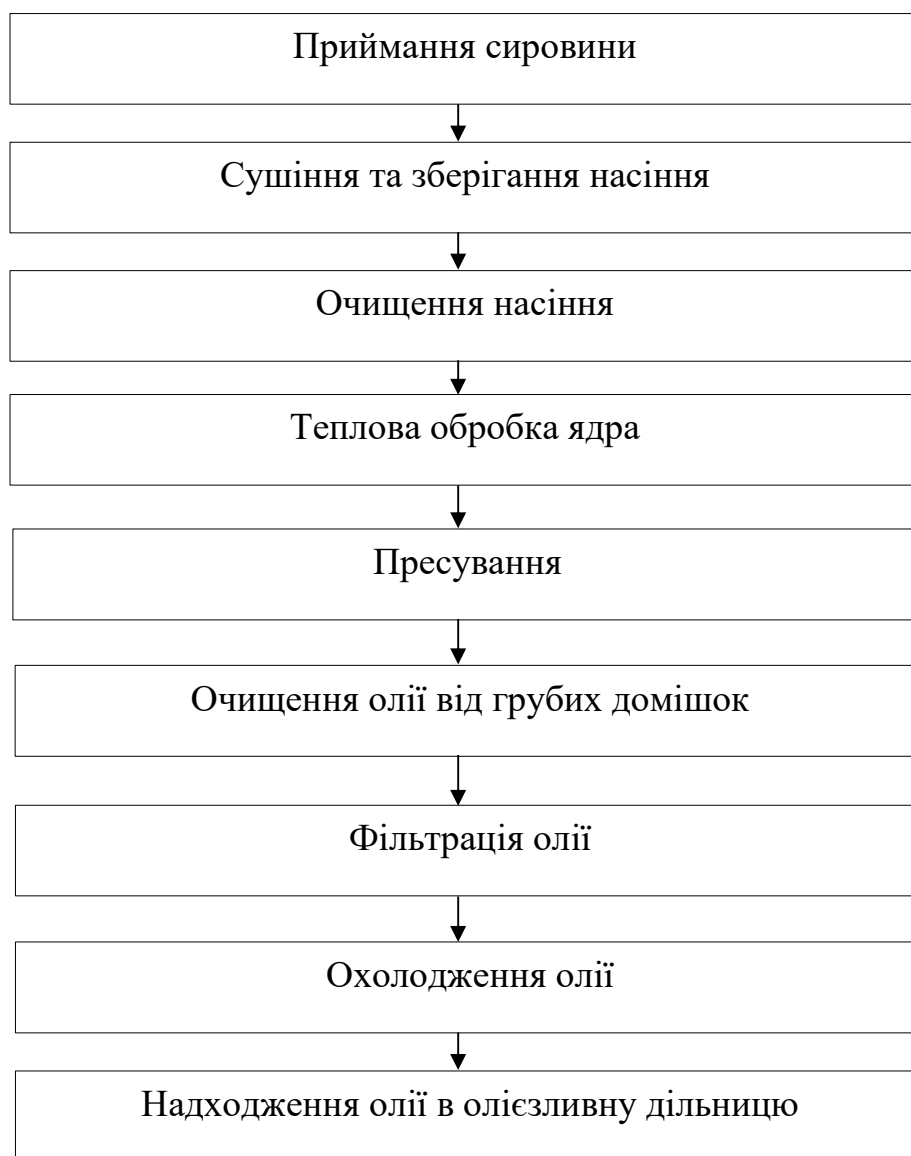 Приймання сировини
Сушіння та зберігання насіння
Очищення насіння
Теплова обробка ядра
Пресування
Очищення олії від грубих домішок
Фільтрація олії
Охолодження олії
Надходження олії в олієзливну дільницю